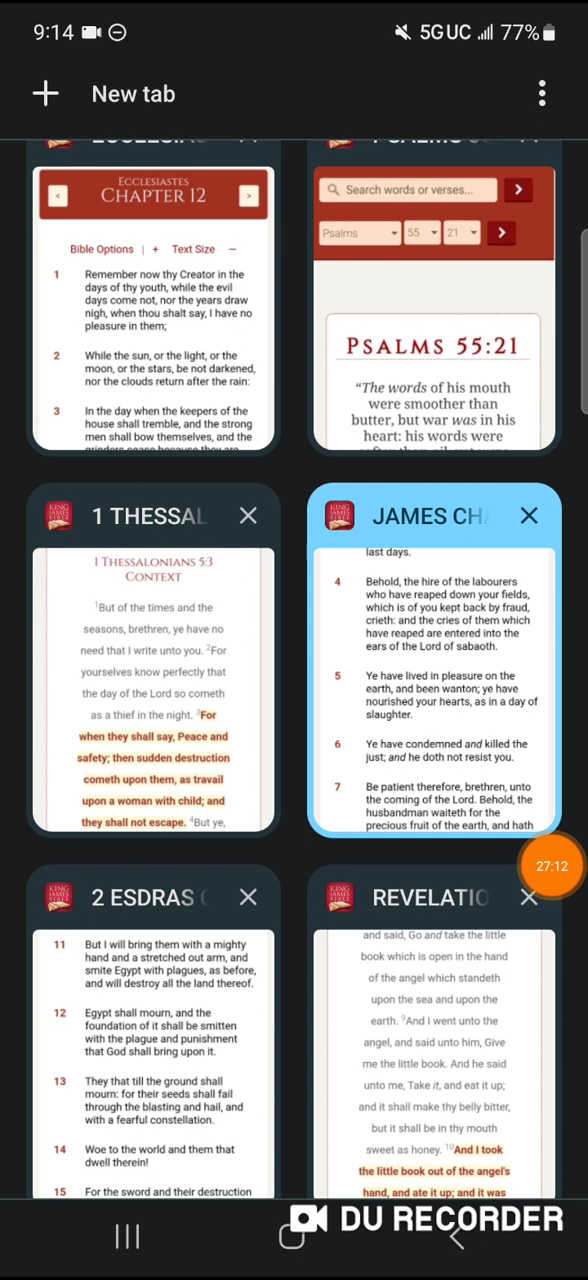 9:14
5G UC
77%
New tab
Ecclesiastes
Chapter 12
<
>
Bible Options | + Text Size −
1 Remember now thy Creator in the
days of thy youth, while the evil
days come not, nor the years draw
nigh, when thou shalt say, I have no
pleasure in them;
2 While the sun, or the light, or the
moon, or the stars, be not darkened,
nor the clouds return after the rain:
3 In the day when the keepers of the
house shall tremble, and the strong
men shall bow themselves, and the
grinders cease because they are
Search words or verses...
Psalms 55 21
Psalms 55:21
“The words of his mouth
were smoother than
butter, but war was in his
heart: his words were
KING JAMES BIBLE
1 THESSAL
1 Thessalonians 5:3
Context
1But of the times and the
seasons, brethren, ye have no
need that I write unto you. 2For
yourselves know perfectly that
the day of the Lord so cometh
as a thief in the night. 3For
when they shall say, Peace and
safety; then sudden destruction
cometh upon them, as travail
upon a woman with child; and
they shall not escape. 4But ye,
KING JAMES BIBLE
JAMES CHA
last days.
4 Behold, the hire of the labourers
who have reaped down your fields,
which is of you kept back by fraud,
crieth: and the cries of them which
have reaped are entered into the
ears of the Lord of sabaoth.
5 Ye have lived in pleasure on the
earth, and been wanton; ye have
nourished your hearts, as in a day of
slaughter.
6 Ye have condemned and killed the
just; and he doth not resist you.
7 Be patient therefore, brethren, unto
the coming of the Lord. Behold, the
husbandman waiteth for the
precious fruit of the earth, and hath
27:12
KING JAMES BIBLE
2 ESDRAS
11 But I will bring them with a mighty
hand and a stretched out arm, and
smite Egypt with plagues, as before,
and will destroy all the land thereof.
12 Egypt shall mourn, and the
foundation of it shall be smitten
with the plague and punishment
that God shall bring upon it.
13 They that till the ground shall
mourn: for their seeds shall fail
through the blasting and hail, and
with a fearful constellation.
14 Woe to the world and them that
dwell therein!
15 For the sword and their destruction
KING JAMES BIBLE
REVELATIO
and said, Go and take the little
book which is open in the hand
of the angel which standeth
upon the sea and upon the
earth. 9And I went unto the
angel, and said unto him, Give
me the little book. And he said
unto me, Take it, and eat it up;
and it shall make thy belly bitter,
but it shall be in thy mouth
sweet as honey. 10And I took
the little book out of the angel's
hand, and ate it up; and it was
DU RECORDER